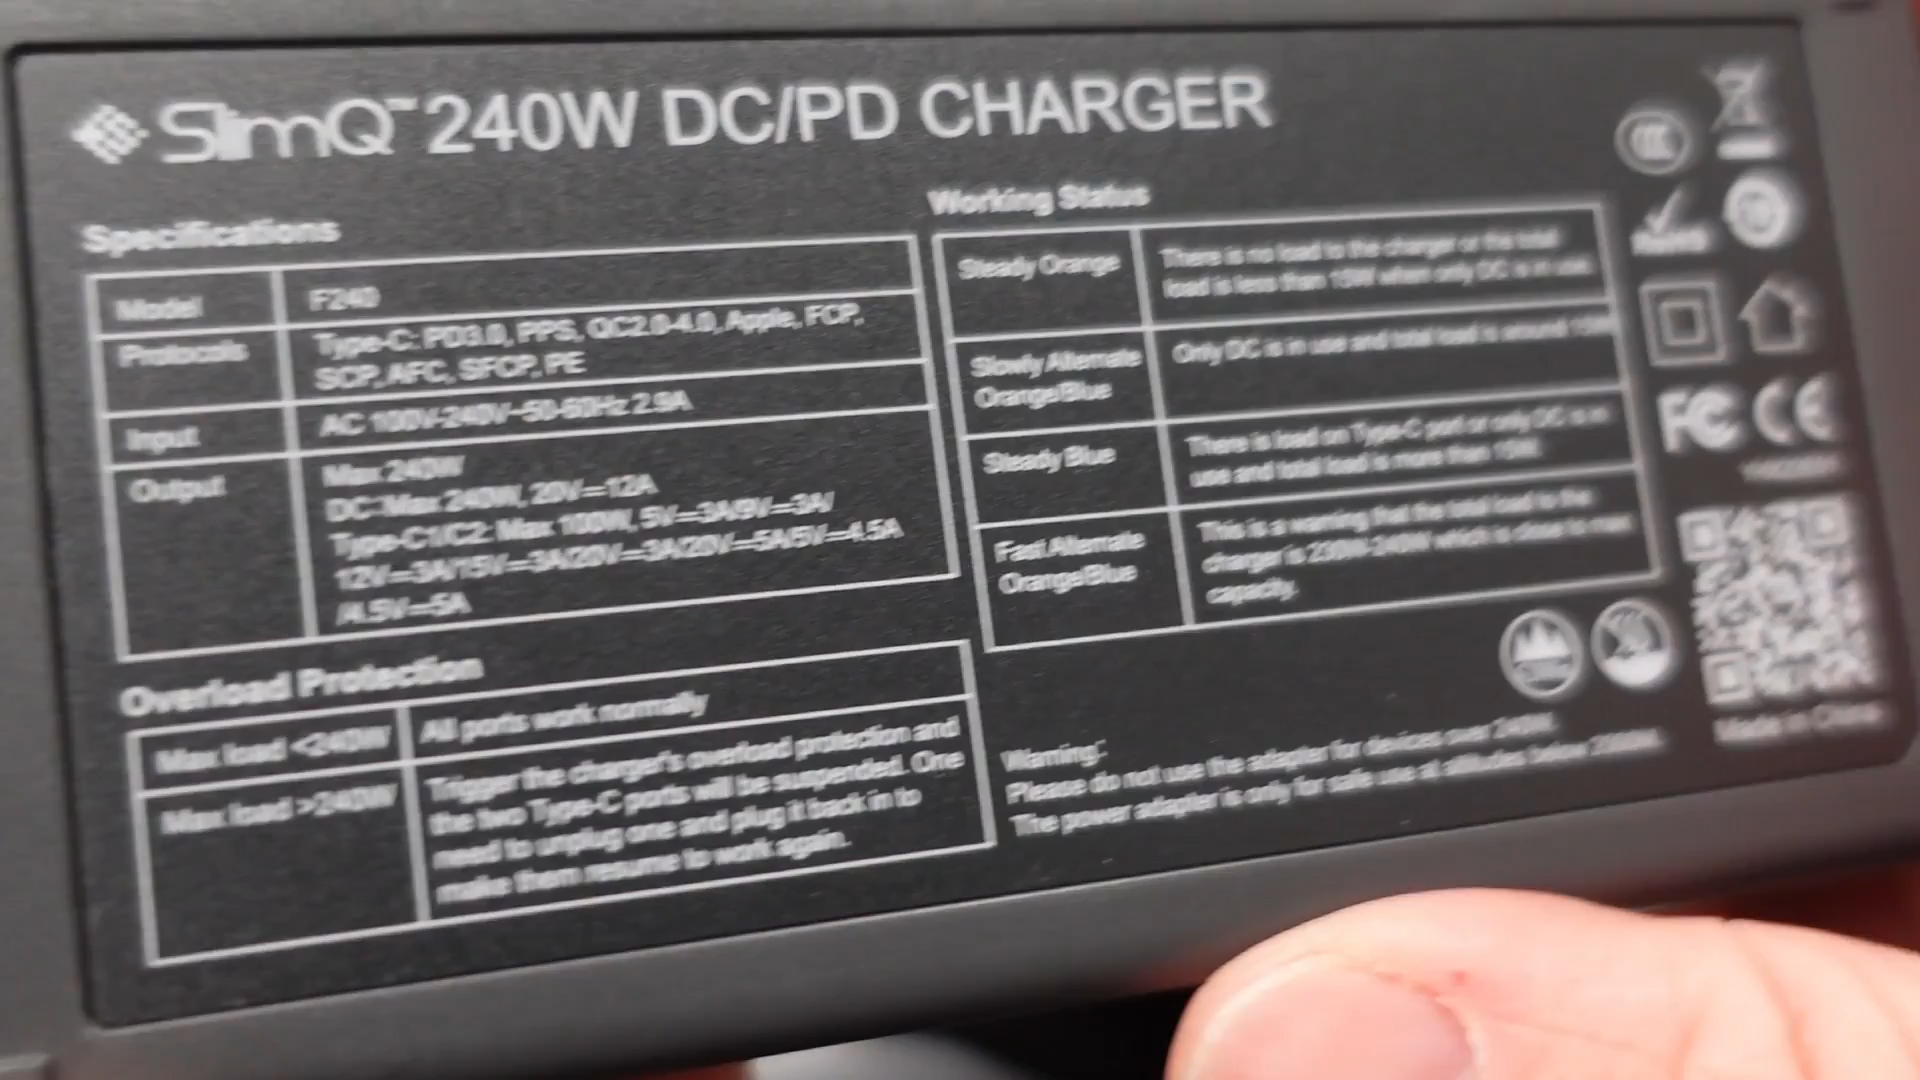 SlimQ™ 240W DC/PD CHARGER
Specifications
Model F240
Protocols Type-C: PD3.0, PPS, QC2.0-4.0, Apple, FCP,
SCP, AFC, SFCP, PE
Input AC 100V-240V~50-60Hz 2.9A
Output Max 240W
DC: Max 240W, 20V⎓12A
Type-C1/C2: Max 100W, 5V⎓3A/9V⎓3A/
12V⎓3A/15V⎓3A/20V⎓3A/20V⎓5A/5V⎓4.5A
/4.5V⎓5A
Overload Protection
Max load <240W All ports work normally
Max load >240W Trigger the charger's overload protection and
the two Type-C ports will be suspended. One
need to unplug one and plug it back in to
make them resume to work again.
Working Status
Steady Orange There is no load to the charger or the total
load is less than 15W when only DC is in use.
Slowly Alternate
Orange/Blue
Only DC is in use and total load is around 15W
Steady Blue There is load on Type-C port or only DC is in
use and total load is more than 15W.
Fast Alternate
Orange/Blue
This is a warning that the total load to the
charger is 230W-240W which is close to max
capacity.
Warning:
Please do not use the adapter for devices over 240W.
The power adapter is only for safe use at altitudes below 2000M.
RoHS
FC CE
Made in China